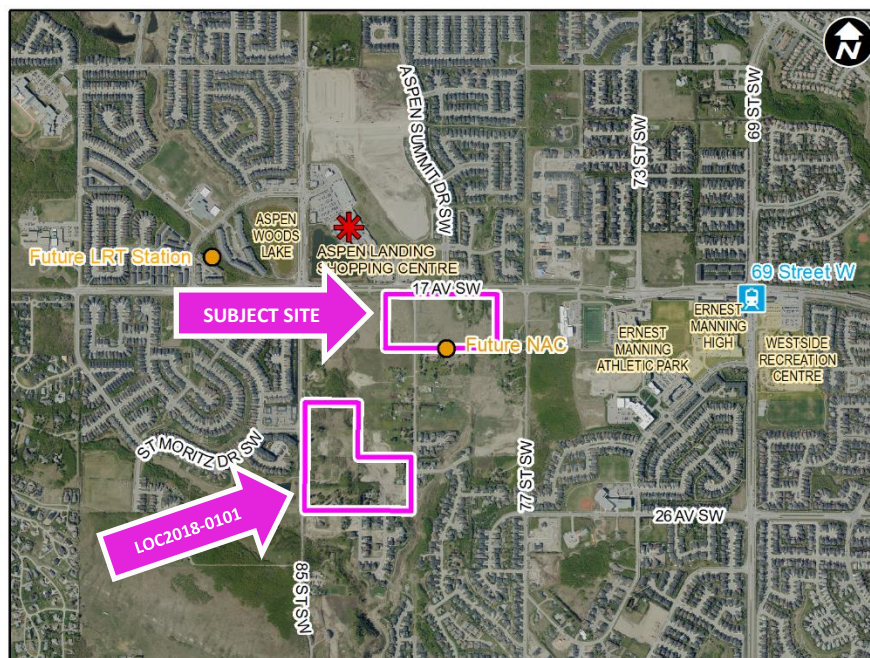 N
ASPEN SUMMIT DR SW
73 ST SW
69 ST SW
ASPEN
WOODS
LAKE
Future LRT Station
ASPEN LANDING
SHOPPING CENTRE
17 AV SW
69 Street W
SUBJECT SITE
Future NAC
ERNEST
MANNING
HIGH
ERNEST
MANNING
ATHLETIC PARK
WESTSIDE
RECREATION
CENTRE
ST MORITZ DR SW
77 ST SW
LOC2018-0101
26 AV SW
85 ST SW